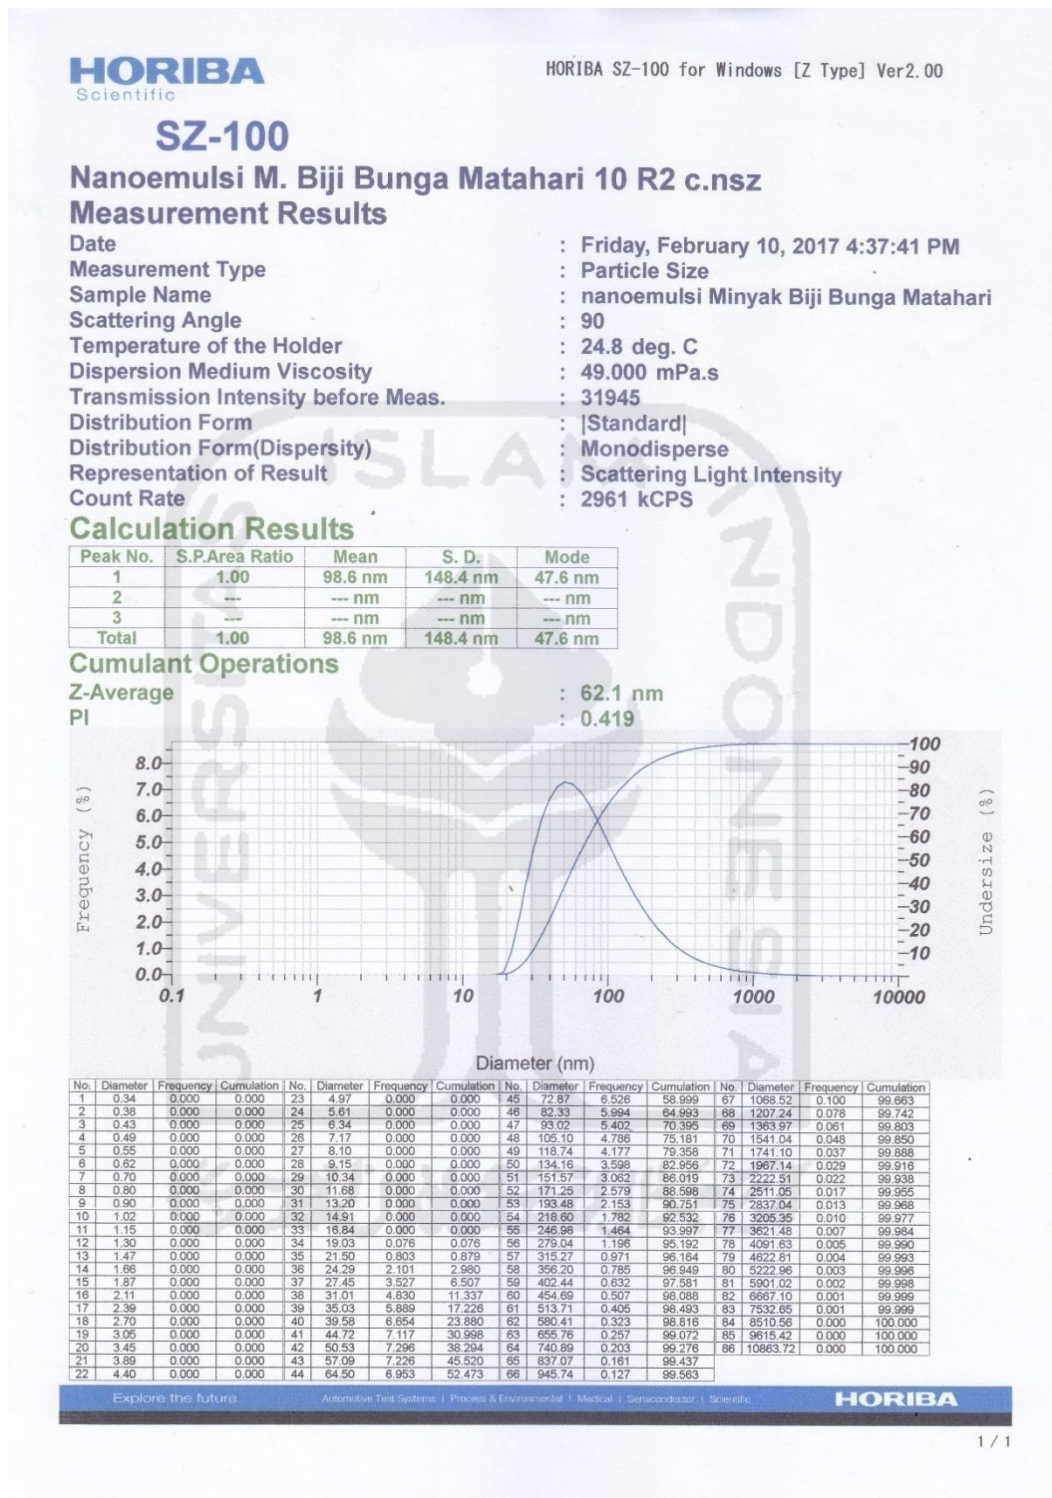 HORIBA
Scientific
HORIBA SZ-100 for Windows [Z Type] Ver2.00
SZ-100
Nanoemulsi M. Biji Bunga Matahari 10 R2 c.nsz
Measurement Results
Date : Friday, February 10, 2017 4:37:41 PM
Measurement Type : Particle Size
Sample Name : nanoemulsi Minyak Biji Bunga Matahari
Scattering Angle : 90
Temperature of the Holder : 24.8 deg. C
Dispersion Medium Viscosity : 49.000 mPa.s
Transmission Intensity before Meas. : 31945
Distribution Form : |Standard|
Distribution Form(Dispersity) : Monodisperse
Representation of Result : Scattering Light Intensity
Count Rate : 2961 kCPS
Calculation Results
Peak No. S.P.Area Ratio Mean S. D. Mode
1 1.00 98.6 nm 148.4 nm 47.6 nm
2 --- --- nm --- nm --- nm
3 --- --- nm --- nm --- nm
Total 1.00 98.6 nm 148.4 nm 47.6 nm
Cumulant Operations
Z-Average : 62.1 nm
PI : 0.419
UNIVERSITAS ISLAM INDONESIA
Frequency (%)
8.0
7.0
6.0
5.0
4.0
3.0
2.0
1.0
0.0
0.1 1 10 100 1000 10000
100
90
80
70
60
50
40
30
20
10
Undersize (%)
Diameter (nm)
No. Diameter Frequency Cumulation No. Diameter Frequency Cumulation No. Diameter Frequency Cumulation No. Diameter Frequency Cumulation
1 0.34 0.000 0.000 23 4.97 0.000 0.000 45 72.87 6.526 58.999 67 1068.52 0.100 99.663
2 0.38 0.000 0.000 24 5.61 0.000 0.000 46 82.33 5.994 64.993 68 1207.24 0.078 99.742
3 0.43 0.000 0.000 25 6.34 0.000 0.000 47 93.02 5.402 70.395 69 1363.97 0.061 99.803
4 0.49 0.000 0.000 26 7.17 0.000 0.000 48 105.10 4.786 75.181 70 1541.04 0.048 99.850
5 0.55 0.000 0.000 27 8.10 0.000 0.000 49 118.74 4.177 79.358 71 1741.10 0.037 99.888
6 0.62 0.000 0.000 28 9.15 0.000 0.000 50 134.16 3.598 82.956 72 1967.14 0.029 99.916
7 0.70 0.000 0.000 29 10.34 0.000 0.000 51 151.57 3.062 86.019 73 2222.51 0.022 99.938
8 0.80 0.000 0.000 30 11.68 0.000 0.000 52 171.25 2.579 88.598 74 2511.05 0.017 99.955
9 0.90 0.000 0.000 31 13.20 0.000 0.000 53 193.48 2.153 90.751 75 2837.04 0.013 99.968
10 1.02 0.000 0.000 32 14.91 0.000 0.000 54 218.60 1.782 92.532 76 3205.35 0.010 99.977
11 1.15 0.000 0.000 33 16.84 0.000 0.000 55 246.98 1.464 93.997 77 3621.48 0.007 99.984
12 1.30 0.000 0.000 34 19.03 0.076 0.076 56 279.04 1.196 95.192 78 4091.63 0.005 99.990
13 1.47 0.000 0.000 35 21.50 0.803 0.879 57 315.27 0.971 96.164 79 4622.81 0.004 99.993
14 1.66 0.000 0.000 36 24.29 2.101 2.980 58 356.20 0.785 96.949 80 5222.96 0.003 99.996
15 1.87 0.000 0.000 37 27.45 3.527 6.507 59 402.44 0.632 97.581 81 5901.02 0.002 99.998
16 2.11 0.000 0.000 38 31.01 4.830 11.337 60 454.69 0.507 98.088 82 6667.10 0.001 99.999
17 2.39 0.000 0.000 39 35.03 5.889 17.226 61 513.71 0.405 98.493 83 7532.65 0.001 99.999
18 2.70 0.000 0.000 40 39.58 6.654 23.880 62 580.41 0.323 98.816 84 8510.56 0.000 100.000
19 3.05 0.000 0.000 41 44.72 7.117 30.998 63 655.76 0.257 99.072 85 9615.42 0.000 100.000
20 3.45 0.000 0.000 42 50.53 7.296 38.294 64 740.89 0.203 99.276 86 10863.72 0.000 100.000
21 3.89 0.000 0.000 43 57.09 7.226 45.520 65 837.07 0.161 99.437
22 4.40 0.000 0.000 44 64.50 6.953 52.473 66 945.74 0.127 99.563
Explore the future
Automotive Test Systems | Process & Environmental | Medical | Semiconductor | Scientific
HORIBA
1 / 1